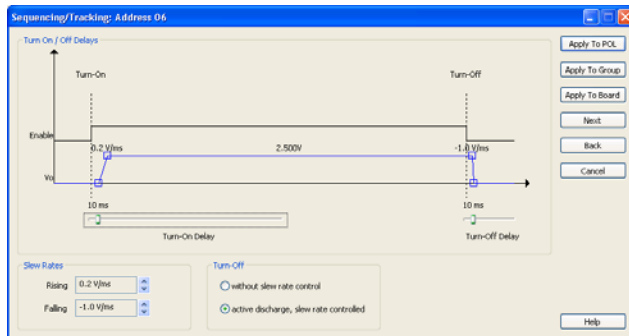 Sequencing/Tracking: Address 06
Turn On / Off Delays
Apply To POL
Turn-On
Turn-Off
Apply To Group
Apply To Board
Next
Enable
0.2 V/ms
2.500V
-1.0 V/ms
Back
Vo
Cancel
10 ms
10 ms
Turn-On Delay
Turn-Off Delay
Slew Rates
Turn-Off
Rising
0.2 V/ms
without slew rate control
Falling
-1.0 V/ms
active discharge, slew rate controlled
Help